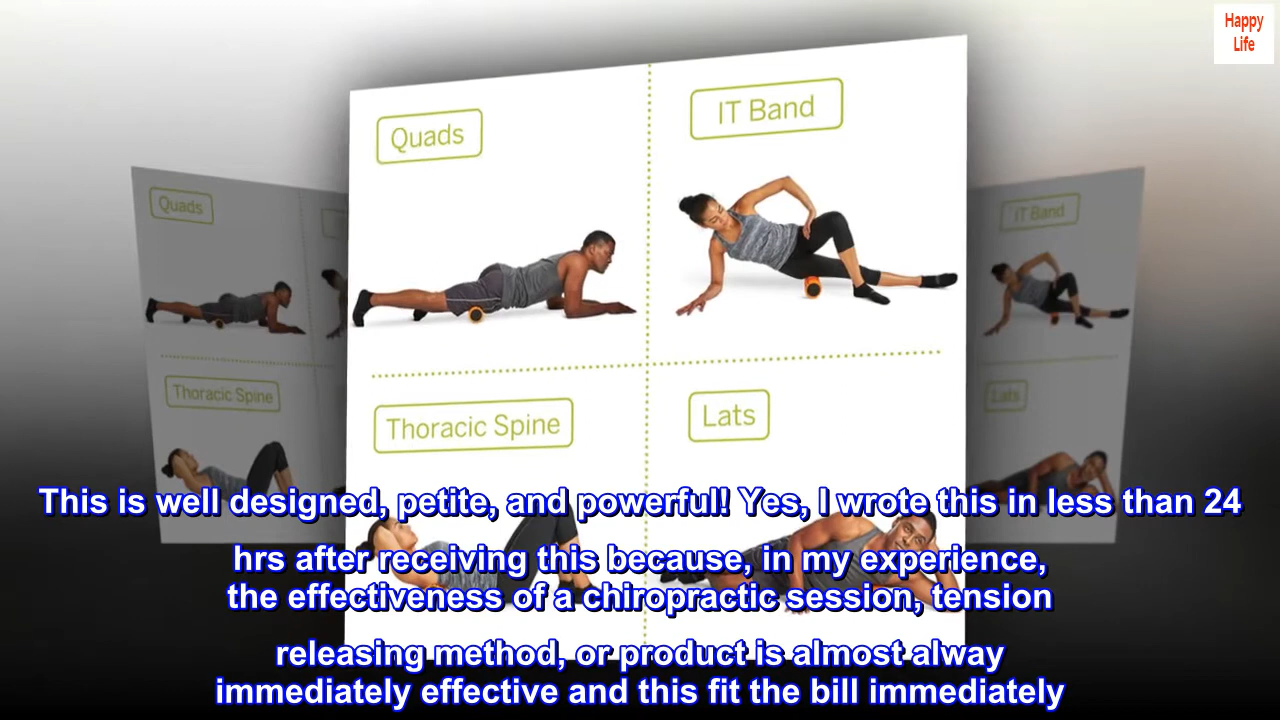 Happy
Life
Quads
IT Band
Quads
IT Band
Thoracic Spine
Lats
Thoracic Spine
Lats
This is well designed, petite, and powerful! Yes, I wrote this in less than 24
hrs after receiving this because, in my experience,
the effectiveness of a chiropractic session, tension
releasing method, or product is almost alway
immediately effective and this fit the bill immediately